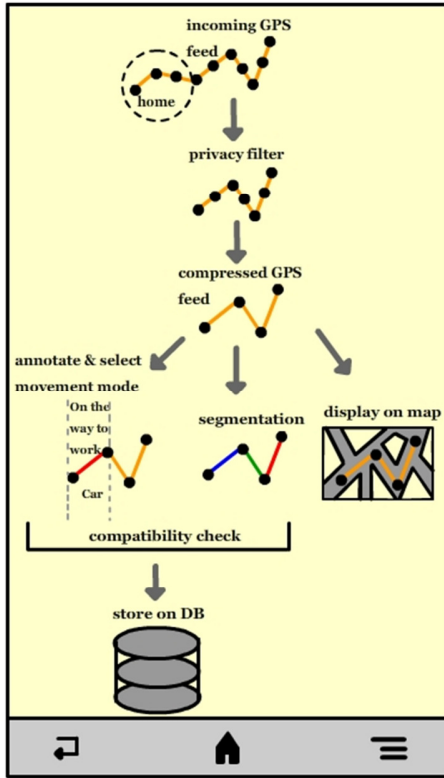 incoming GPS
feed
home
privacy filter
compressed GPS
feed
annotate & select
movement mode
On the
way to
work
Car
segmentation
display on map
compatibility check
store on DB